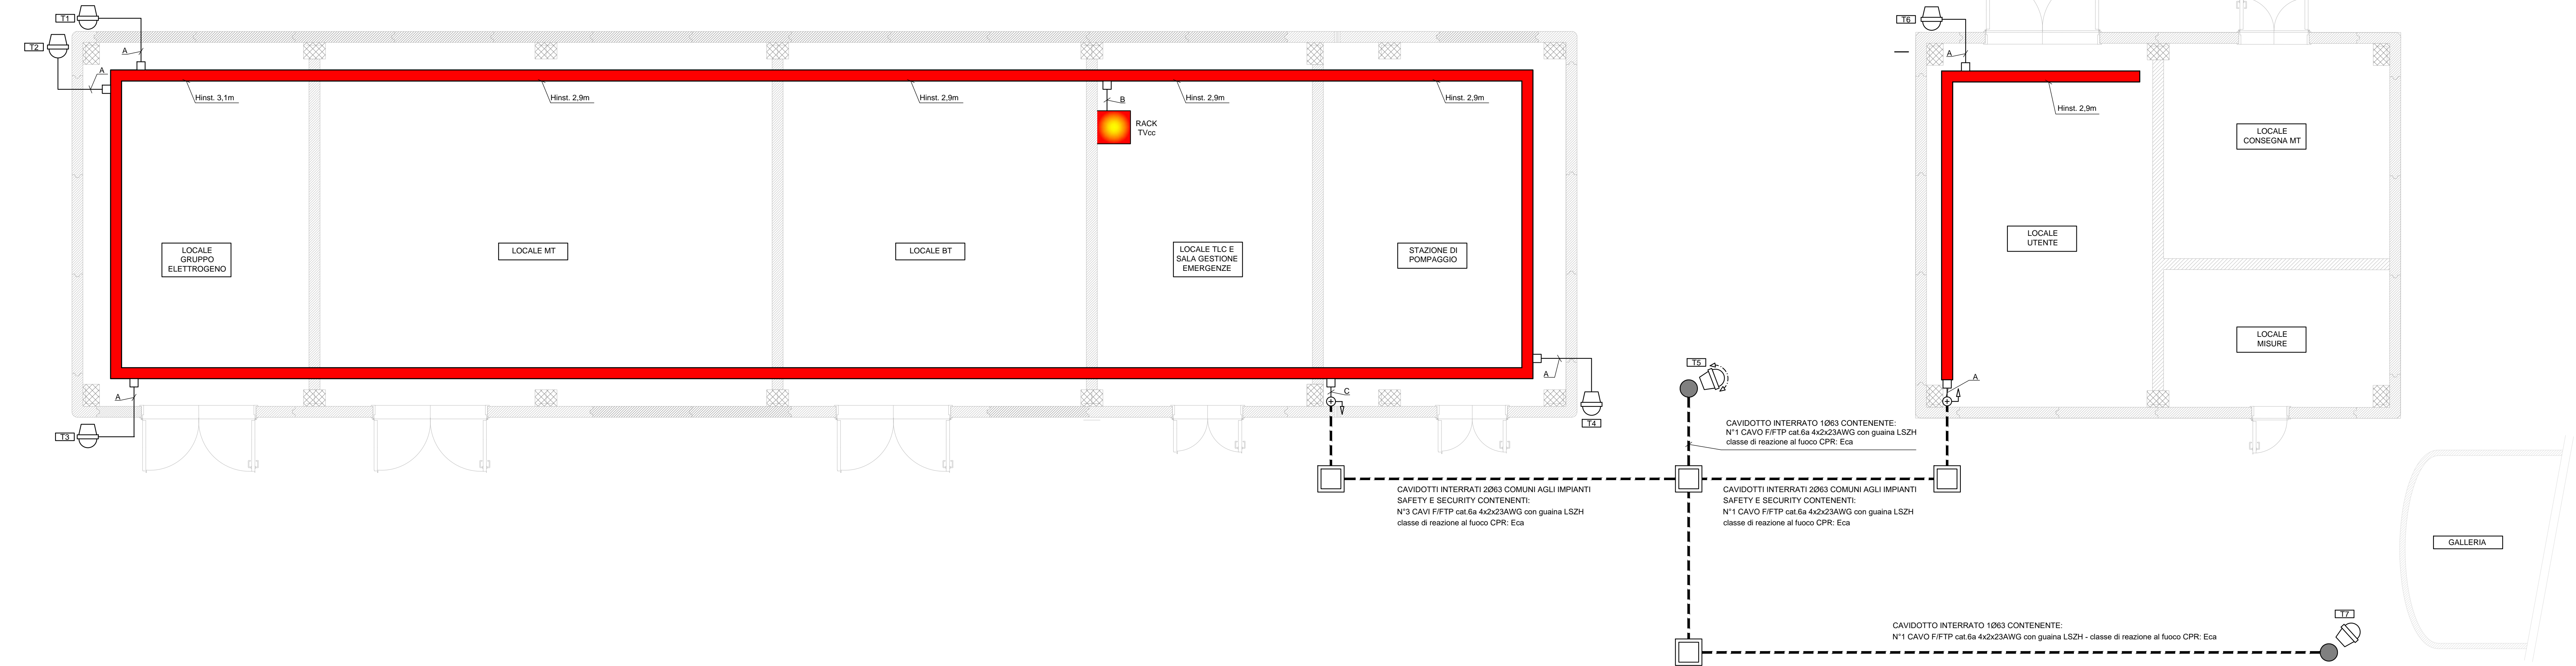 T1
T2
A
A
Hinst. 3,1m
Hinst. 2,9m
Hinst. 2,9m
B
Hinst. 2,9m
Hinst. 2,9m
RACK
TVcc
LOCALE
GRUPPO
ELETTROGENO
LOCALE MT
LOCALE BT
LOCALE TLC E
SALA GESTIONE
EMERGENZE
STAZIONE DI
POMPAGGIO
A
T3
C
A
T4
T6
A
Hinst. 2,9m
LOCALE
CONSEGNA MT
LOCALE
UTENTE
LOCALE
MISURE
A
T5
CAVIDOTTO INTERRATO 1Ø63 CONTENENTE:
N°1 CAVO F/FTP cat.6a 4x2x23AWG con guaina LSZH
classe di reazione al fuoco CPR: Eca
CAVIDOTTI INTERRATI 2Ø63 COMUNI AGLI IMPIANTI
SAFETY E SECURITY CONTENENTI:
N°3 CAVI F/FTP cat.6a 4x2x23AWG con guaina LSZH
classe di reazione al fuoco CPR: Eca
CAVIDOTTI INTERRATI 2Ø63 COMUNI AGLI IMPIANTI
SAFETY E SECURITY CONTENENTI:
N°1 CAVO F/FTP cat.6a 4x2x23AWG con guaina LSZH
classe di reazione al fuoco CPR: Eca
GALLERIA
T7
CAVIDOTTO INTERRATO 1Ø63 CONTENENTE:
N°1 CAVO F/FTP cat.6a 4x2x23AWG con guaina LSZH - classe di reazione al fuoco CPR: Eca